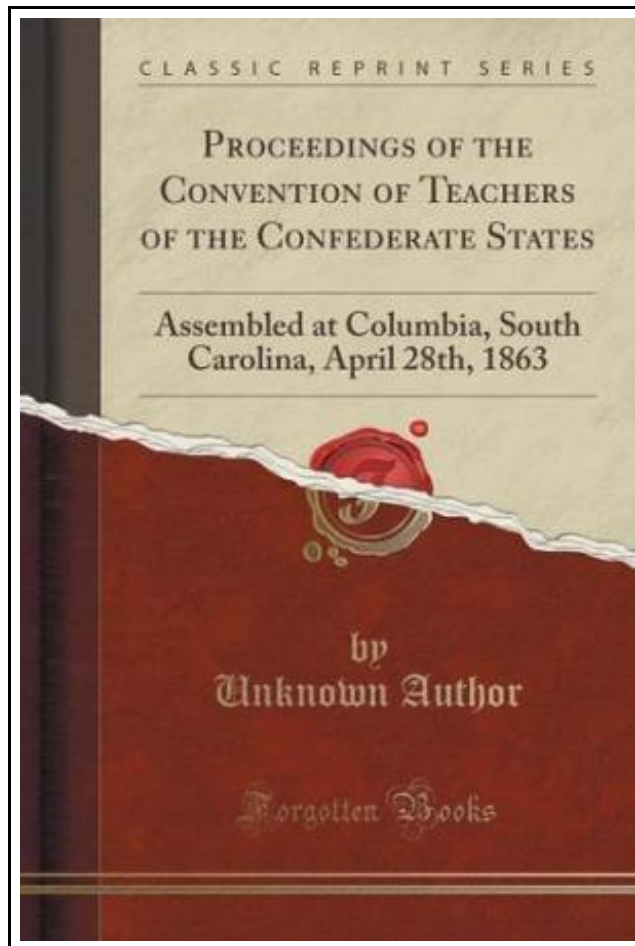 CLASSIC REPRINT SERIES
PROCEEDINGS OF THE
CONVENTION OF TEACHERS
OF THE CONFEDERATE STATES
Assembled at Columbia, South
Carolina, April 28th, 1863
F
by
Unknown Author
Forgotten Books